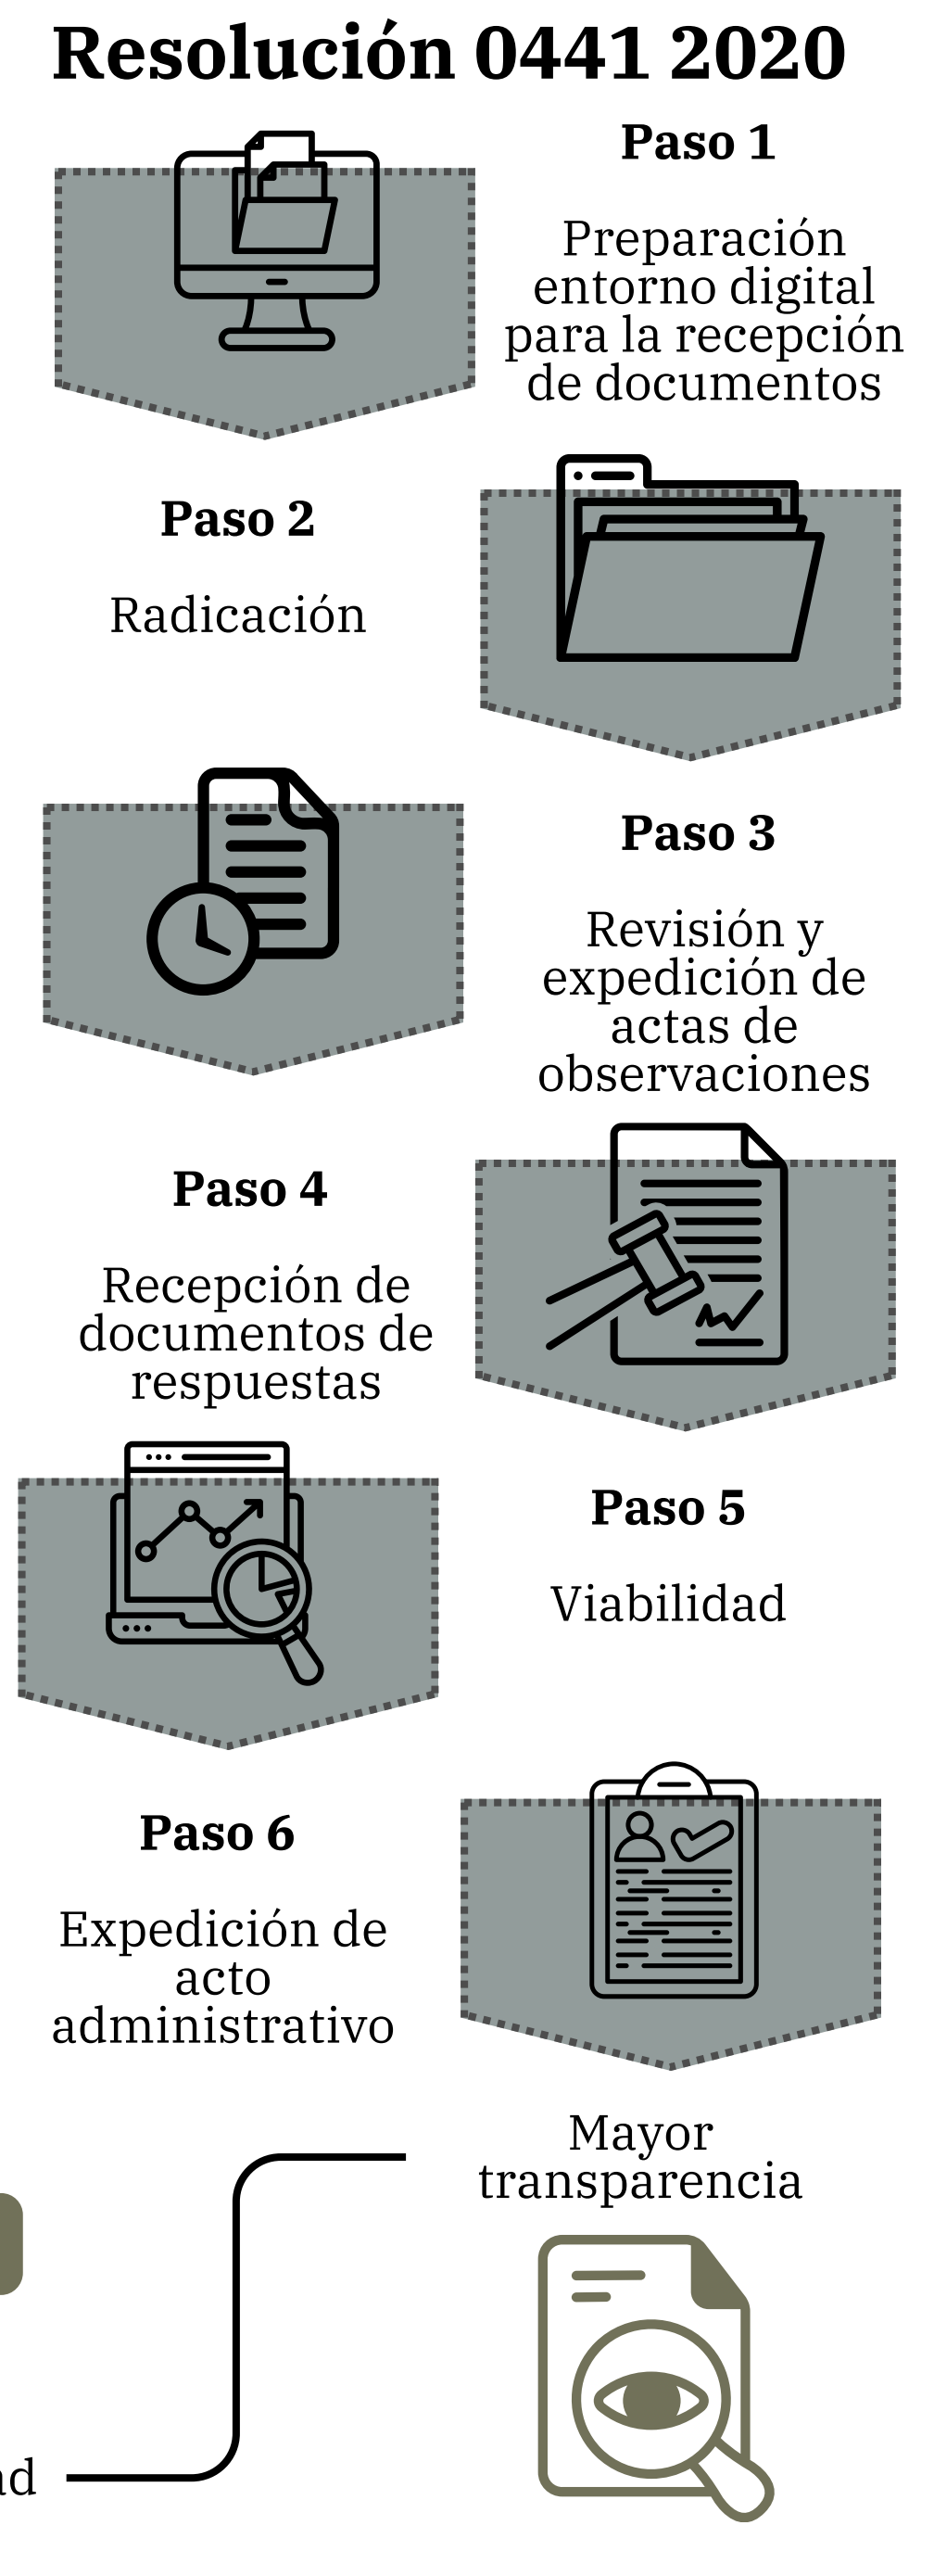 Resolución 0441 2020
Paso 1
Preparación
entorno digital
para la recepción
de documentos
Paso 2
Radicación
Paso 3
Revisión y
expedición de
actas de
observaciones
Paso 4
Recepción de
documentos de
respuestas
Paso 5
Viabilidad
Paso 6
Expedición de
acto
administrativo
Mayor
transparencia